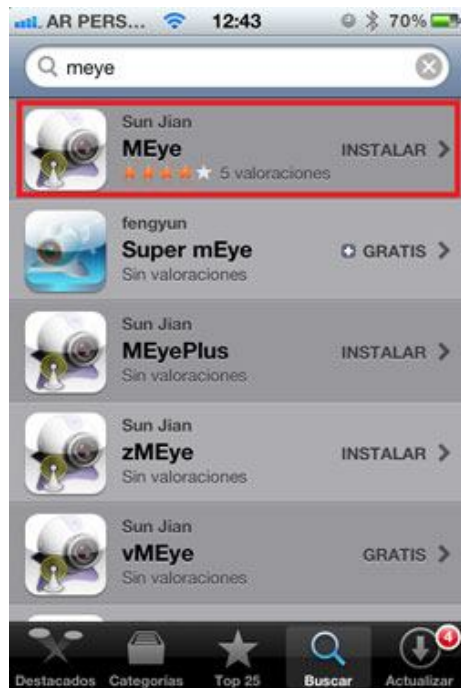 AR PERS... 12:43 70%
meye
Sun Jian
MEye
INSTALAR
5 valoraciones
fengyun
Super mEye
GRATIS
Sin valoraciones
Sun Jian
MEyePlus
INSTALAR
Sin valoraciones
Sun Jian
zMEye
INSTALAR
Sin valoraciones
Sun Jian
vMEye
GRATIS
Sin valoraciones
4
Destacados Categorías Top 25 Buscar Actualizar